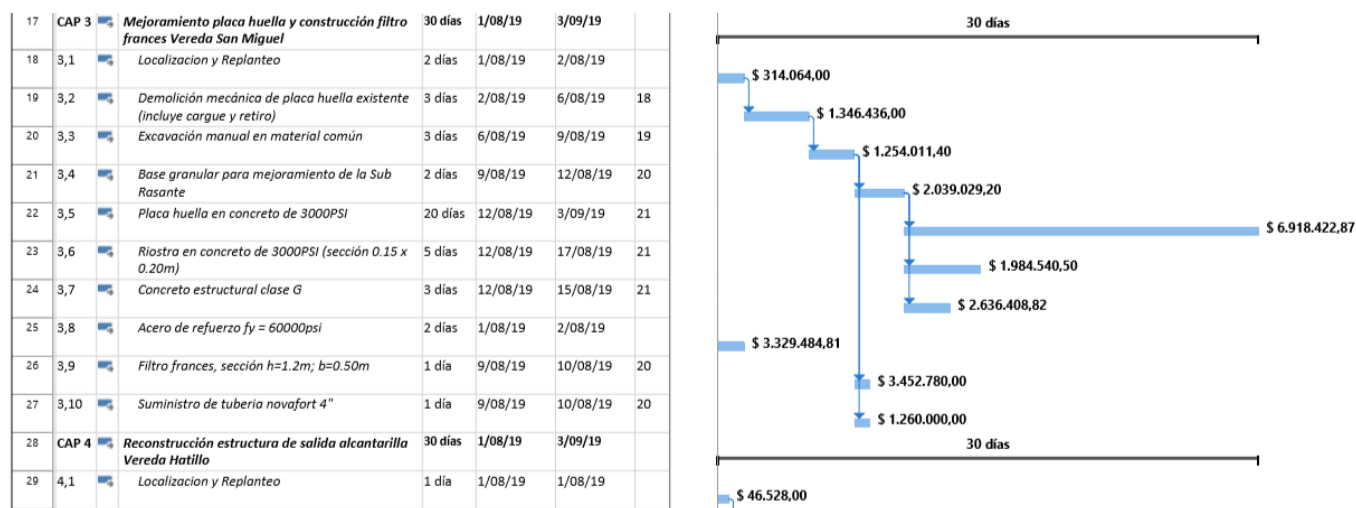 17 CAP 3 Mejoramiento placa huella y construcción filtro 30 días 1/08/19 3/09/19 30 días
frances Vereda San Miguel
18 3,1 Localizacion y Replanteo 2 días 1/08/19 2/08/19 $ 314.064,00
19 3,2 Demolición mecánica de placa huella existente 3 días 2/08/19 6/08/19 18 $ 1.346.436,00
(incluye cargue y retiro)
20 3,3 Excavación manual en material común 3 días 6/08/19 9/08/19 19 $ 1.254.011,40
21 3,4 Base granular para mejoramiento de la Sub 2 días 9/08/19 12/08/19 20 $ 2.039.029,20
Rasante
22 3,5 Placa huella en concreto de 3000PSI 20 días 12/08/19 3/09/19 21 $ 6.918.422,87
23 3,6 Riostra en concreto de 3000PSI (sección 0.15 x 5 días 12/08/19 17/08/19 21 $ 1.984.540,50
0.20m)
24 3,7 Concreto estructural clase G 3 días 12/08/19 15/08/19 21 $ 2.636.408,82
25 3,8 Acero de refuerzo fy = 60000psi 2 días 1/08/19 2/08/19 $ 3.329.484,81
26 3,9 Filtro frances, sección h=1.2m; b=0.50m 1 día 9/08/19 10/08/19 20 $ 3.452.780,00
27 3,10 Suministro de tuberia novafort 4" 1 día 9/08/19 10/08/19 20 $ 1.260.000,00
28 CAP 4 Reconstrucción estructura de salida alcantarilla 30 días 1/08/19 3/09/19 30 días
Vereda Hatillo
29 4,1 Localizacion y Replanteo 1 día 1/08/19 1/08/19 $ 46.528,00